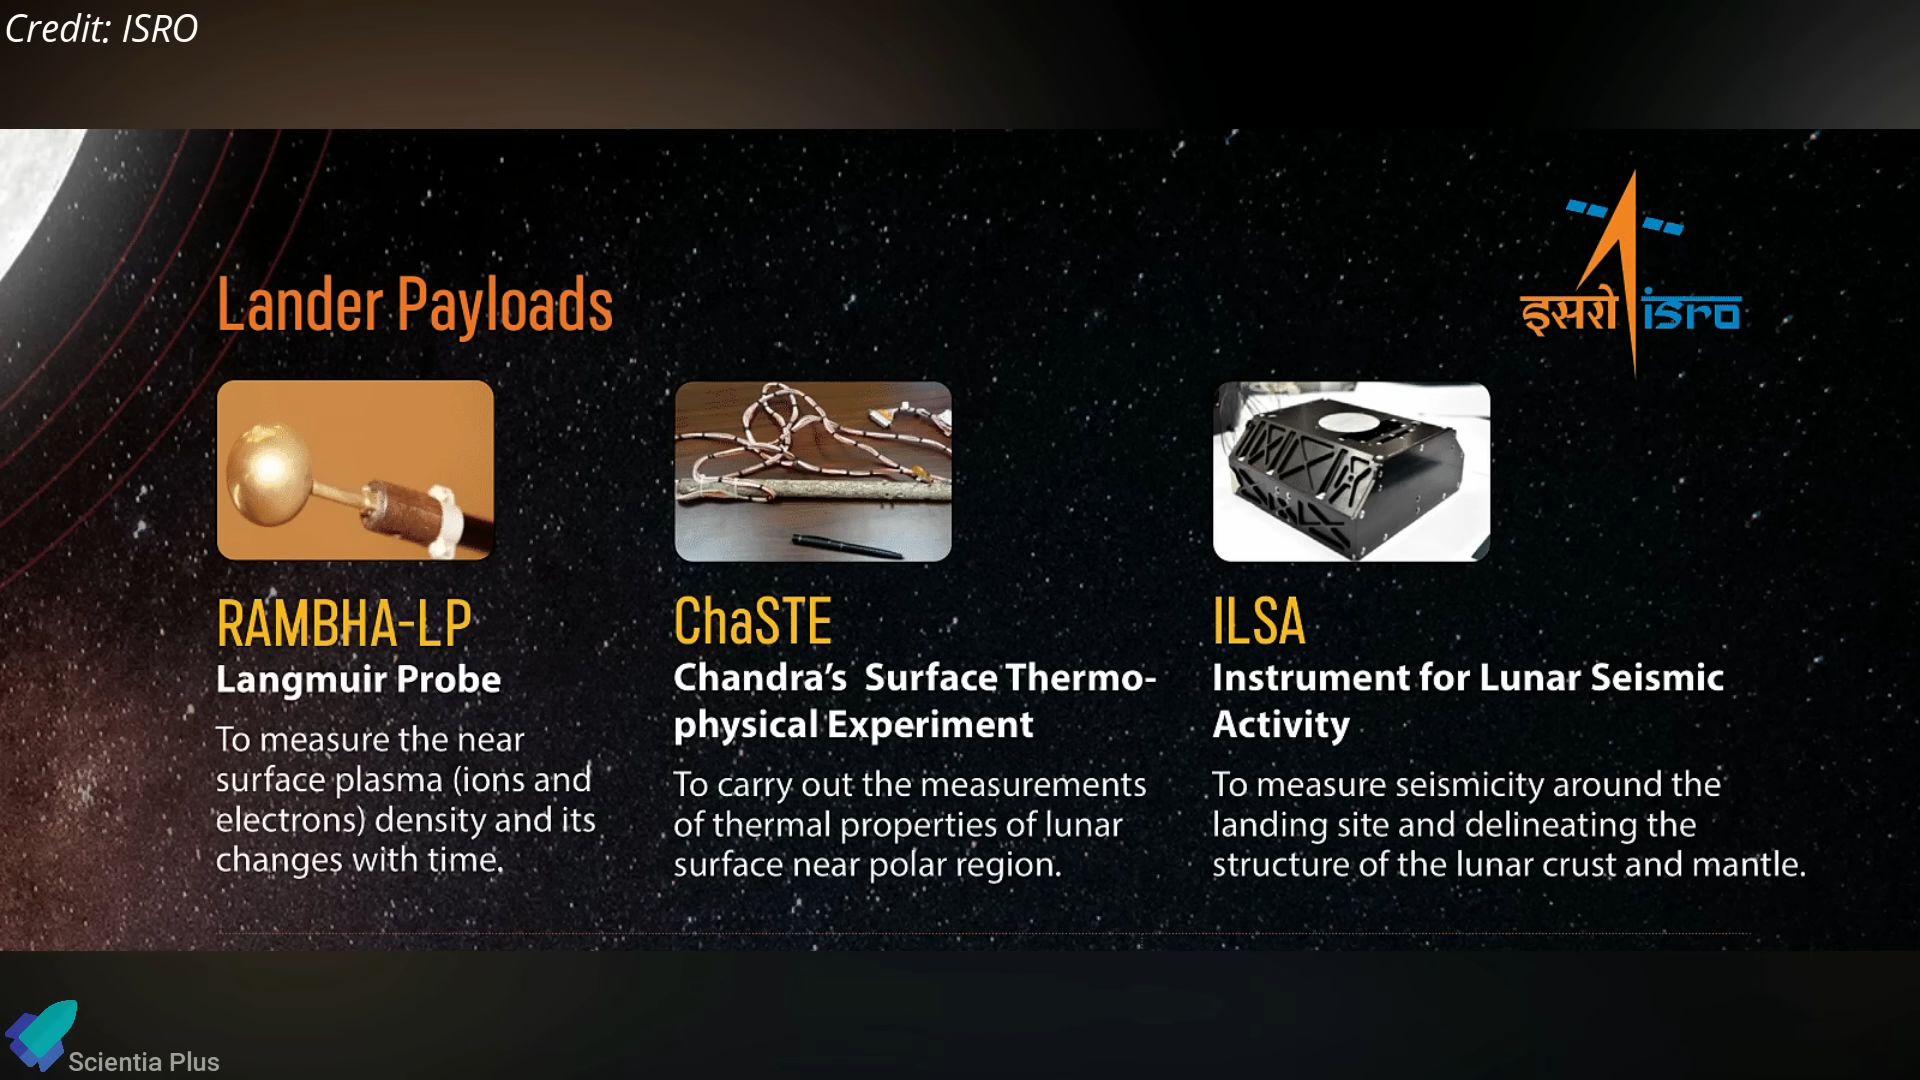 Credit: ISRO
इसरो isro
Lander Payloads
RAMBHA-LP
Langmuir Probe
To measure the near
surface plasma (ions and
electrons) density and its
changes with time.
ChaSTE
Chandra's Surface Thermo-
physical Experiment
To carry out the measurements
of thermal properties of lunar
surface near polar region.
ILSA
Instrument for Lunar Seismic
Activity
To measure seismicity around the
landing site and delineating the
structure of the lunar crust and mantle.
Scientia Plus